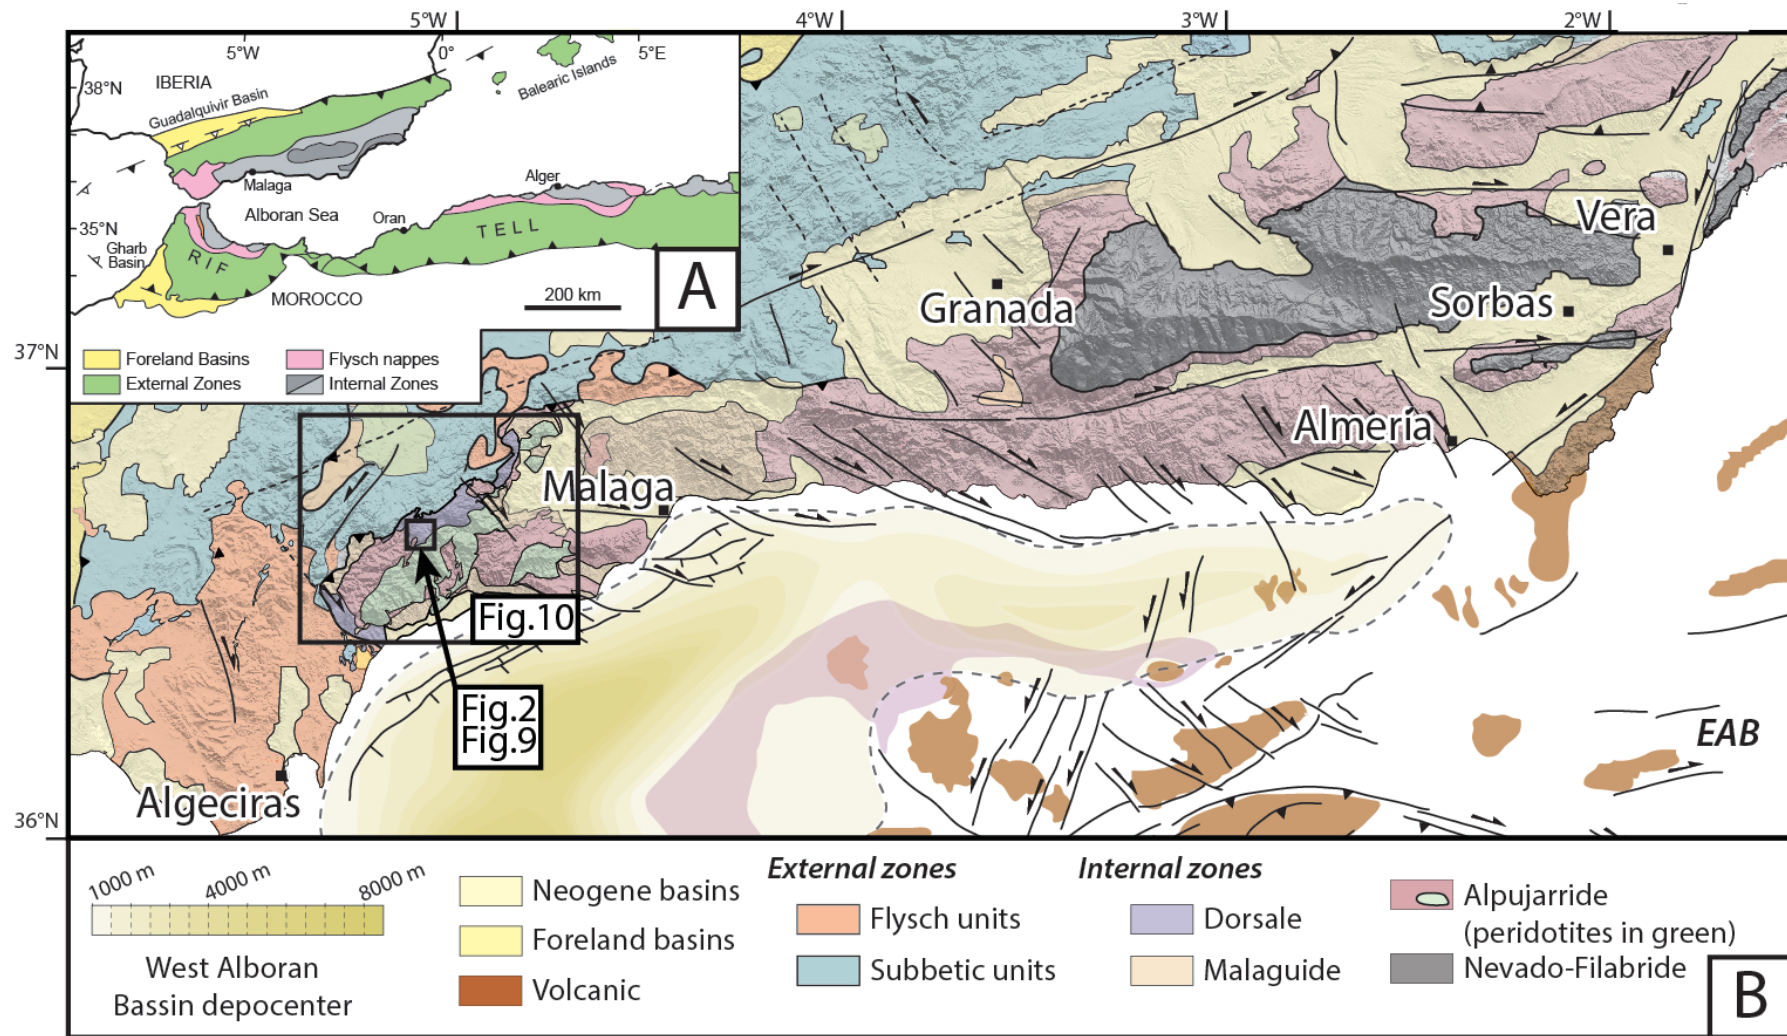 5°W
4°W
3°W
2°W
5°W
0°
5°E
38°N
IBERIA
Balearic Islands
Guadalquivir Basin
Malaga
Alger
Alboran Sea
Oran
35°N
TELL
Gharb
Basin
RIF
MOROCCO
200 km
A
Foreland Basins
Flysch nappes
External Zones
Internal Zones
37°N
36°N
Vera
Granada
Sorbas
Almería
Malaga
Fig.10
Fig.2
Fig.9
EAB
Algeciras
1000 m
4000 m
8000 m
West Alboran
Bassin depocenter
Neogene basins
Foreland basins
Volcanic
External zones
Flysch units
Subbetic units
Internal zones
Dorsale
Malaguide
Alpujarride
(peridotites in green)
Nevado-Filabride
B